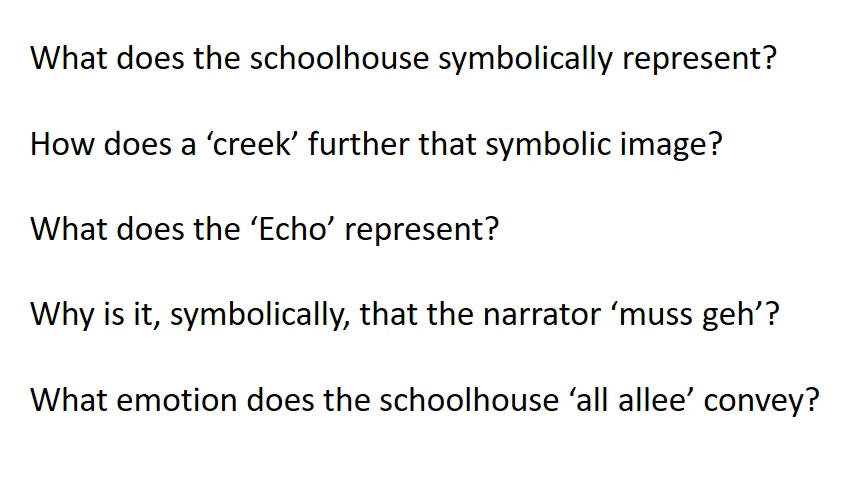 What does the schoolhouse symbolically represent?
How does a ‘creek’ further that symbolic image?
What does the ‘Echo’ represent?
Why is it, symbolically, that the narrator ‘muss geh’?
What emotion does the schoolhouse ‘all allee’ convey?